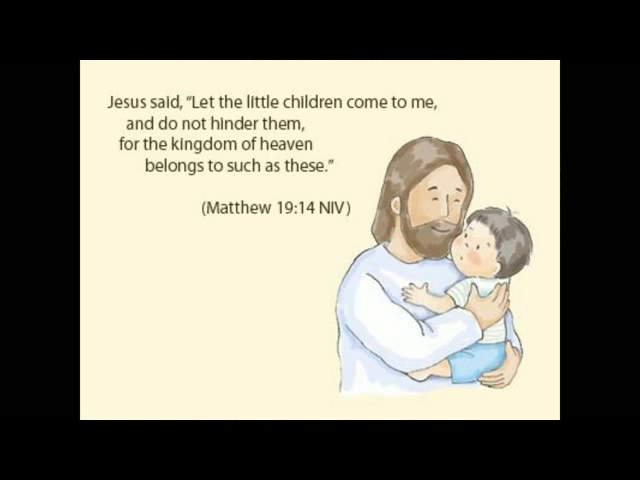 Jesus said, “Let the little children come to me,
and do not hinder them,
for the kingdom of heaven
belongs to such as these.”
(Matthew 19:14 NIV)